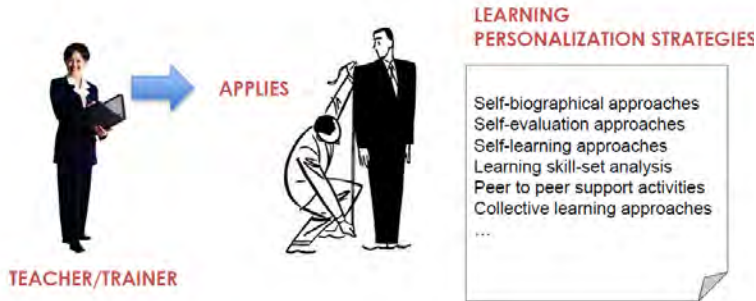 LEARNING
PERSONALIZATION STRATEGIES
APPLIES
Self-biographical approaches
Self-evaluation approaches
Self-learning approaches
Learning skill-set analysis
Peer to peer support activities
Collective learning approaches
...
TEACHER/TRAINER